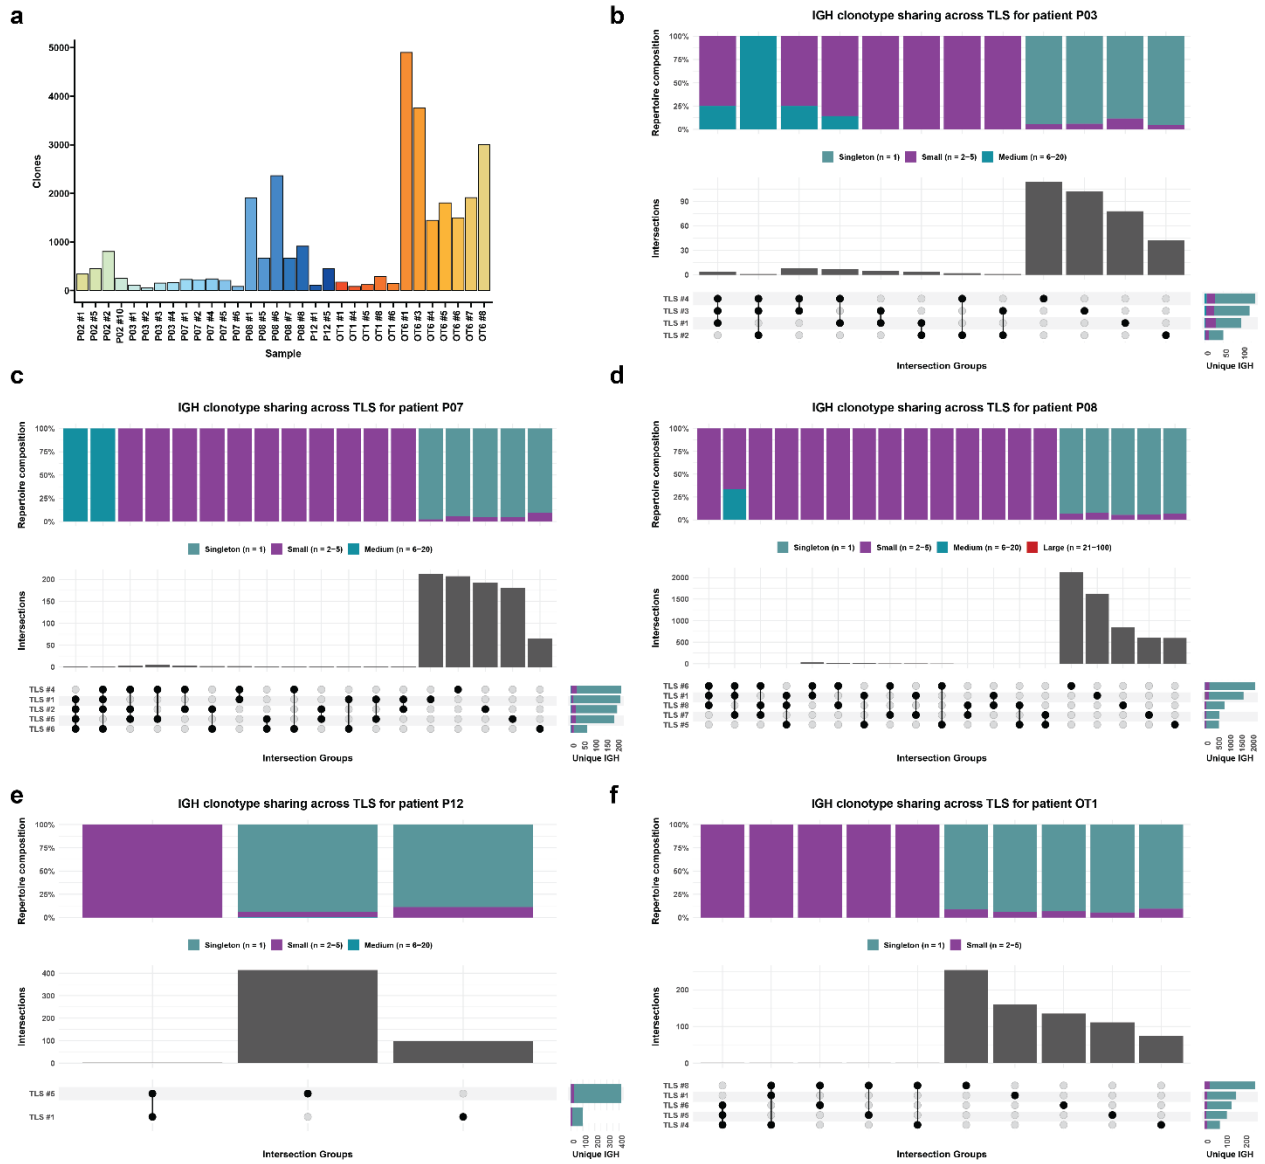 a
5000
4000
3000
2000
1000
0
Clones
P02 #1
P02 #5
P02 #2
P02 #10
P03 #1
P03 #2
P03 #3
P03 #4
P07 #1
P07 #2
P07 #4
P07 #5
P07 #6
P08 #1
P08 #5
P08 #6
P08 #7
P08 #8
P12 #1
P12 #5
OT1 #1
OT1 #4
OT1 #5
OT1 #8
OT1 #6
OT6 #1
OT6 #3
OT6 #4
OT6 #5
OT6 #6
OT6 #7
OT6 #8
Sample
b
IGH clonotype sharing across TLS for patient P03
Repertoire composition
100%
75%
50%
25%
0%
Singleton (n = 1) Small (n = 2−5) Medium (n = 6−20)
Intersections
90
60
30
0
TLS #4
TLS #3
TLS #1
TLS #2
Intersection Groups
0 50 100
Unique IGH
c
IGH clonotype sharing across TLS for patient P07
Repertoire composition
100%
75%
50%
25%
0%
Singleton (n = 1) Small (n = 2−5) Medium (n = 6−20)
Intersections
200
150
100
50
0
TLS #4
TLS #1
TLS #2
TLS #5
TLS #6
Intersection Groups
0 50 100 150 200
Unique IGH
d
IGH clonotype sharing across TLS for patient P08
Repertoire composition
100%
75%
50%
25%
0%
Singleton (n = 1) Small (n = 2−5) Medium (n = 6−20) Large (n = 21−100)
Intersections
2000
1500
1000
500
0
TLS #6
TLS #1
TLS #8
TLS #7
TLS #5
Intersection Groups
0 500 1000 1500 2000
Unique IGH
e
IGH clonotype sharing across TLS for patient P12
Repertoire composition
100%
75%
50%
25%
0%
Singleton (n = 1) Small (n = 2−5) Medium (n = 6−20)
Intersections
400
300
200
100
0
TLS #5
TLS #1
Intersection Groups
0 100 200 300 400
Unique IGH
f
IGH clonotype sharing across TLS for patient OT1
Repertoire composition
100%
75%
50%
25%
0%
Singleton (n = 1) Small (n = 2−5)
Intersections
200
100
0
TLS #8
TLS #1
TLS #6
TLS #5
TLS #4
Intersection Groups
0 100 200
Unique IGH